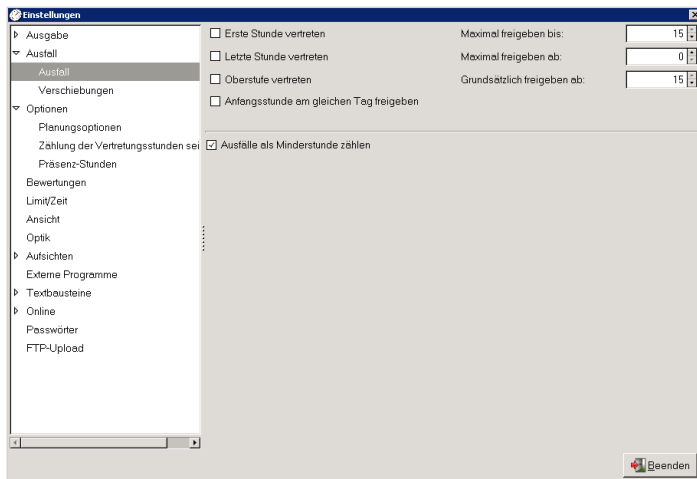 Einstellungen
Ausgabe
Ausfall
Ausfall
Verschiebungen
Optionen
Planungsoptionen
Zählung der Vertretungsstunden sei
Präsenz-Stunden
Bewertungen
Limit/Zeit
Ansicht
Optik
Aufsichten
Externe Programme
Textbausteine
Online
Passwörter
FTP-Upload
Erste Stunde vertreten
Maximal freigeben bis: 15
Letzte Stunde vertreten
Maximal freigeben ab: 0
Oberstufe vertreten
Grundsätzlich freigeben ab: 15
Anfangsstunde am gleichen Tag freigeben
Ausfälle als Minderstunde zählen
Beenden